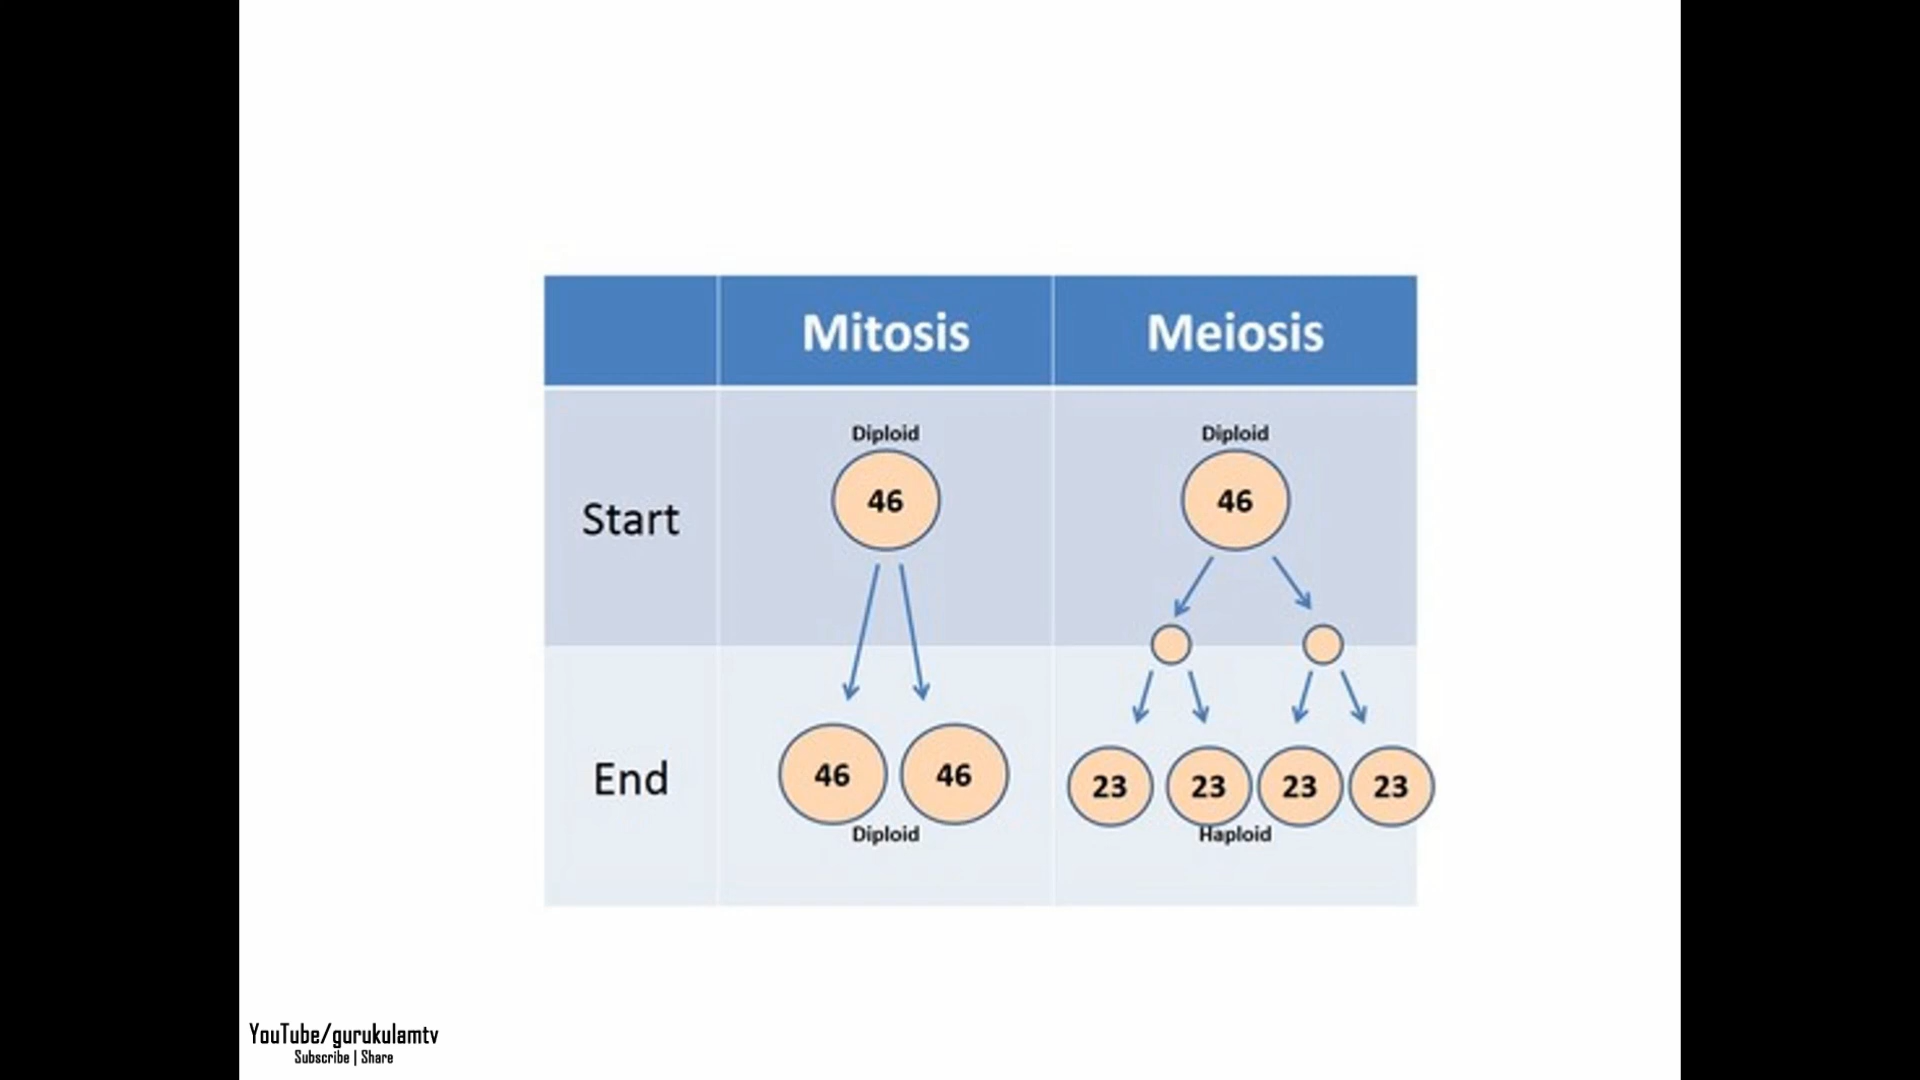 Mitosis Meiosis
Diploid Diploid
46 46
Start
End
46 46 23 23 23 23
Diploid Haploid
YouTube/gurukulamtv
Subscribe | Share